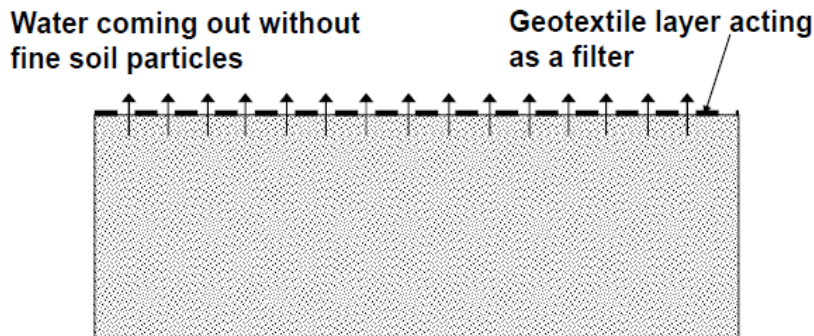 Water coming out without
fine soil particles
Geotextile layer acting
as a filter